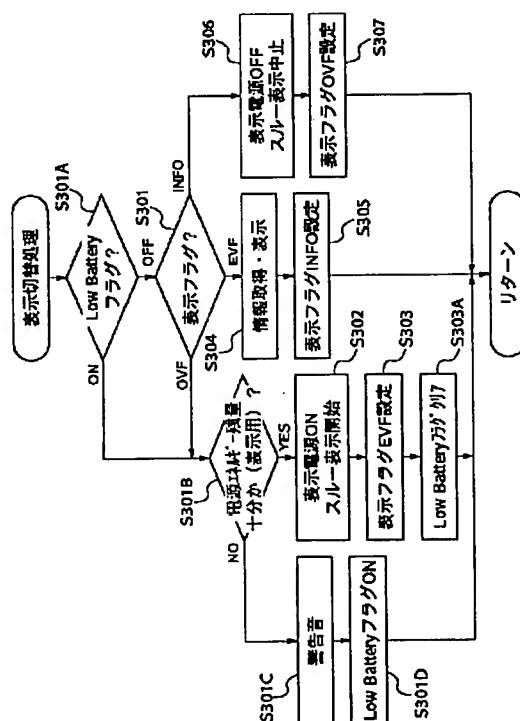 表示切替処理
S301A
Low Battery
フラグ?
ON
OFF
S301
表示フラグ?
OVF
EVF
INFO
S301B
電源エネルギー残量
十分か(表示用)?
NO
YES
S304
情報取得・表示
S306
表示電源OFF
スルー表示中止
S301C
警告音
S302
表示電源ON
スルー表示開始
S305
表示フラグINFO設定
S307
表示フラグOVF設定
S301D
Low BatteryフラグON
S303
表示フラグEVF設定
S303A
Low Batteryフラグクリア
リターン